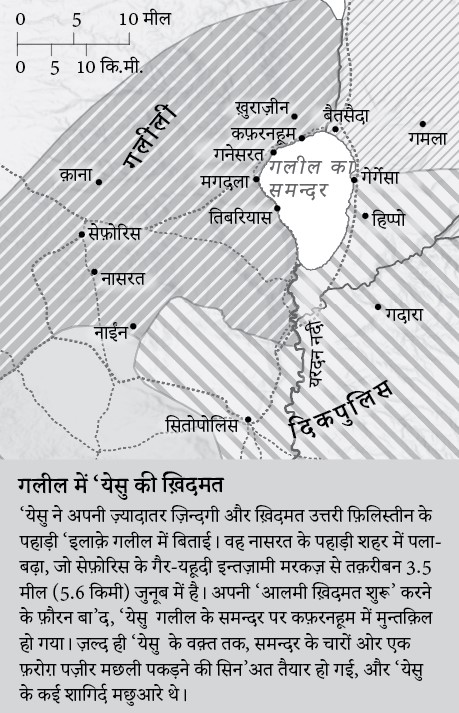 0 5 10 मील
0 5 10 कि.मी.
गलीली
ख़ुराज़ीन
बैतसैदा
कफ़रनहूम
गमला
गनेसरत
गलील का
समन्दर
क़ाना
मगदला
गेर्गेसा
तिबरियास
हिप्पो
सेफ़ोरिस
नासरत
गदारा
नाईन
यरदन नदी
दिकपुलिस
सितोपोलिस
गलील में ‘येसु की ख़िदमत
‘येसु ने अपनी ज़्यादातर ज़िन्दगी और ख़िदमत उत्तरी फ़िलिस्तीन के
पहाड़ी ‘इलाक़े गलील में बिताई। वह नासरत के पहाड़ी शहर में पला-
बढ़ा, जो सेफ़ोरिस के गैर-यहूदी इन्तज़ामी मरकज़ से तक़रीबन 3.5
मील (5.6 किमी) जुनूब में है। अपनी ‘आलमी ख़िदमत शुरू’ करने
के फ़ौरन बा’द, ‘येसु गलील के समन्दर पर कफ़रनहूम में मुन्तक़िल
हो गया। ज़ल्द ही ‘येसु के वक़्त तक, समन्दर के चारों ओर एक
फ़रोग़ पज़ीर मछली पकड़ने की सिन’अत तैयार हो गई, और ‘येसु
के कई शागिर्द मछुआरे थे।